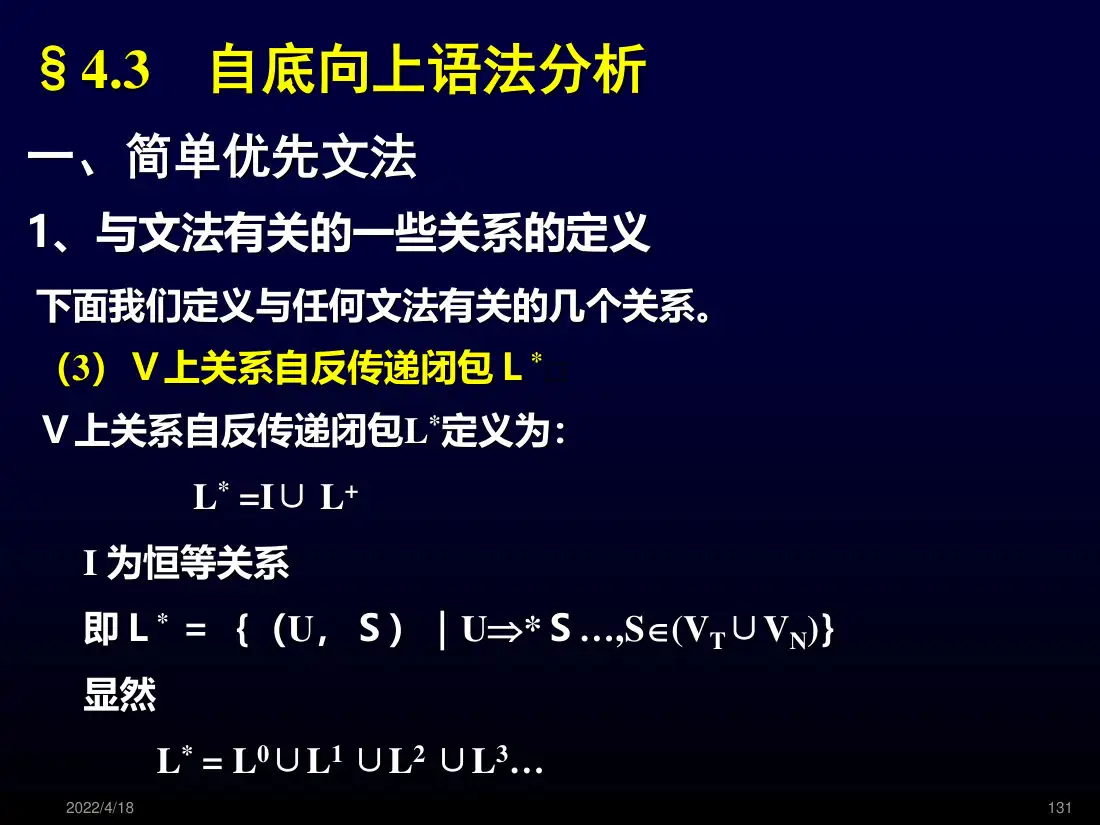 §4.3 自底向上语法分析
一、简单优先文法
1、与文法有关的一些关系的定义
下面我们定义与任何文法有关的几个关系。
（3）V上关系自反传递闭包 L *
V上关系自反传递闭包L*定义为：
L* =I∪ L+
I 为恒等关系
即 L * = {（U, S）│U⇒* S …,S∈(VT∪VN)}
显然
L* = L0∪L1 ∪L2 ∪L3…
2022/4/18
131